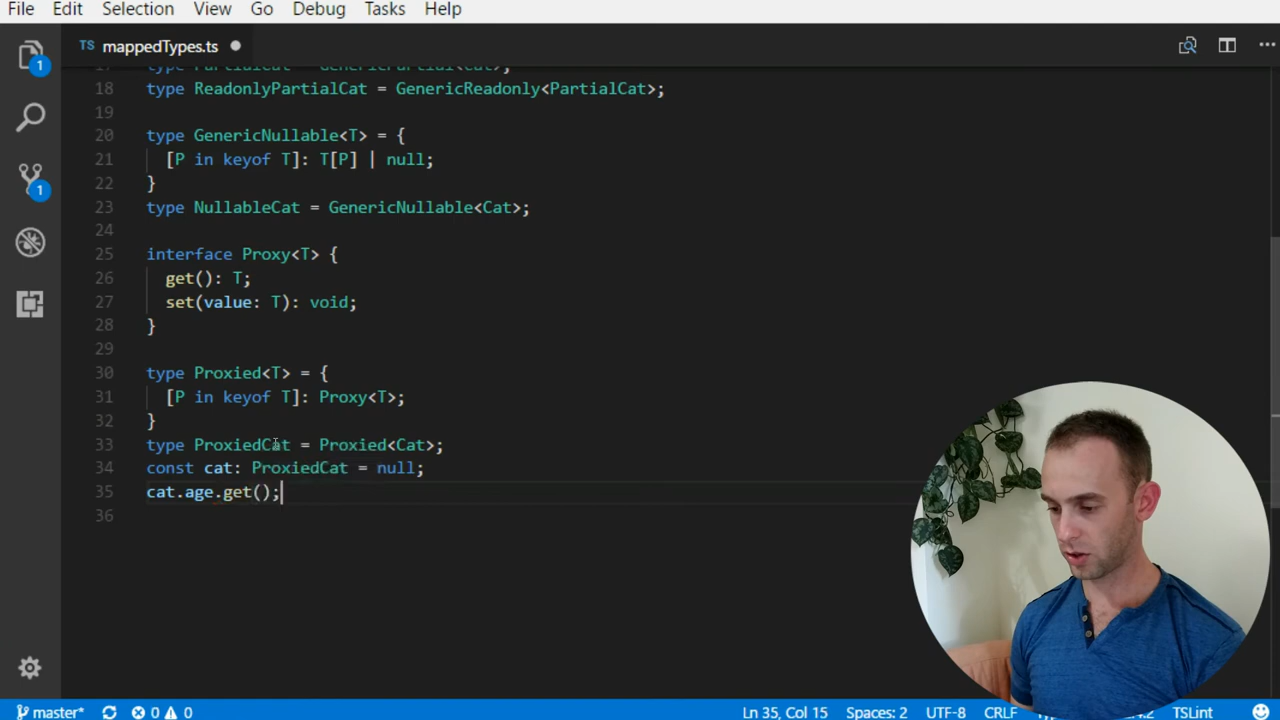 File Edit Selection View Go Debug Tasks Help
TS mappedTypes.ts
1
1
17 type PartialCat = GenericPartial<Cat>;
18 type ReadonlyPartialCat = GenericReadonly<PartialCat>;
19
20 type GenericNullable<T> = {
21 [P in keyof T]: T[P] | null;
22 }
23 type NullableCat = GenericNullable<Cat>;
24
25 interface Proxy<T> {
26 get(): T;
27 set(value: T): void;
28 }
29
30 type Proxied<T> = {
31 [P in keyof T]: Proxy<T>;
32 }
33 type ProxiedCat = Proxied<Cat>;
34 const cat: ProxiedCat = null;
35 cat.age.get();
36
master* 0 0 Ln 35, Col 15 Spaces: 2 UTF-8 CRLF TSLint